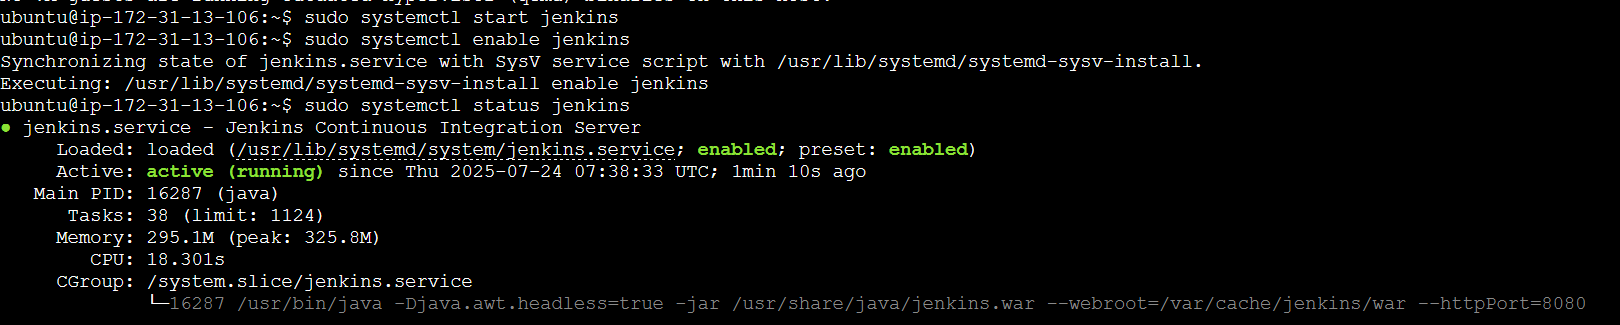 ubuntu@ip-172-31-13-106:~$ sudo systemctl start jenkins
ubuntu@ip-172-31-13-106:~$ sudo systemctl enable jenkins
Synchronizing state of jenkins.service with SysV service script with /usr/lib/systemd/systemd-sysv-install.
Executing: /usr/lib/systemd/systemd-sysv-install enable jenkins
ubuntu@ip-172-31-13-106:~$ sudo systemctl status jenkins
● jenkins.service - Jenkins Continuous Integration Server
     Loaded: loaded (/usr/lib/systemd/system/jenkins.service; enabled; preset: enabled)
     Active: active (running) since Thu 2025-07-24 07:38:33 UTC; 1min 10s ago
   Main PID: 16287 (java)
      Tasks: 38 (limit: 1124)
     Memory: 295.1M (peak: 325.8M)
        CPU: 18.301s
     CGroup: /system.slice/jenkins.service
             └─16287 /usr/bin/java -Djava.awt.headless=true -jar /usr/share/java/jenkins.war --webroot=/var/cache/jenkins/war --httpPort=8080